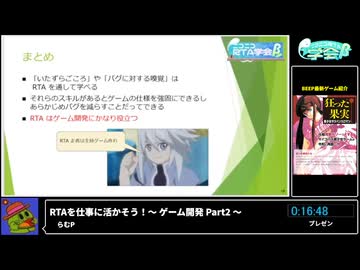 まとめ
「いたずらごころ」や「バグに対する嗅覚」は
RTA を通して学べる
それらのスキルがあるとゲームの仕様を強固にできるし
あらかじめバグを減らすことだってできる
RTA はゲーム開発にかなり役立つ
RTA 走者は全員ゲーム作れ
RTA学会β
学会β
BEEP最新ゲーム紹介
狂った
果実
RTAを仕事に活かそう！～ ゲーム開発 Part2 ～
らむP
0:16:48
プレゼン